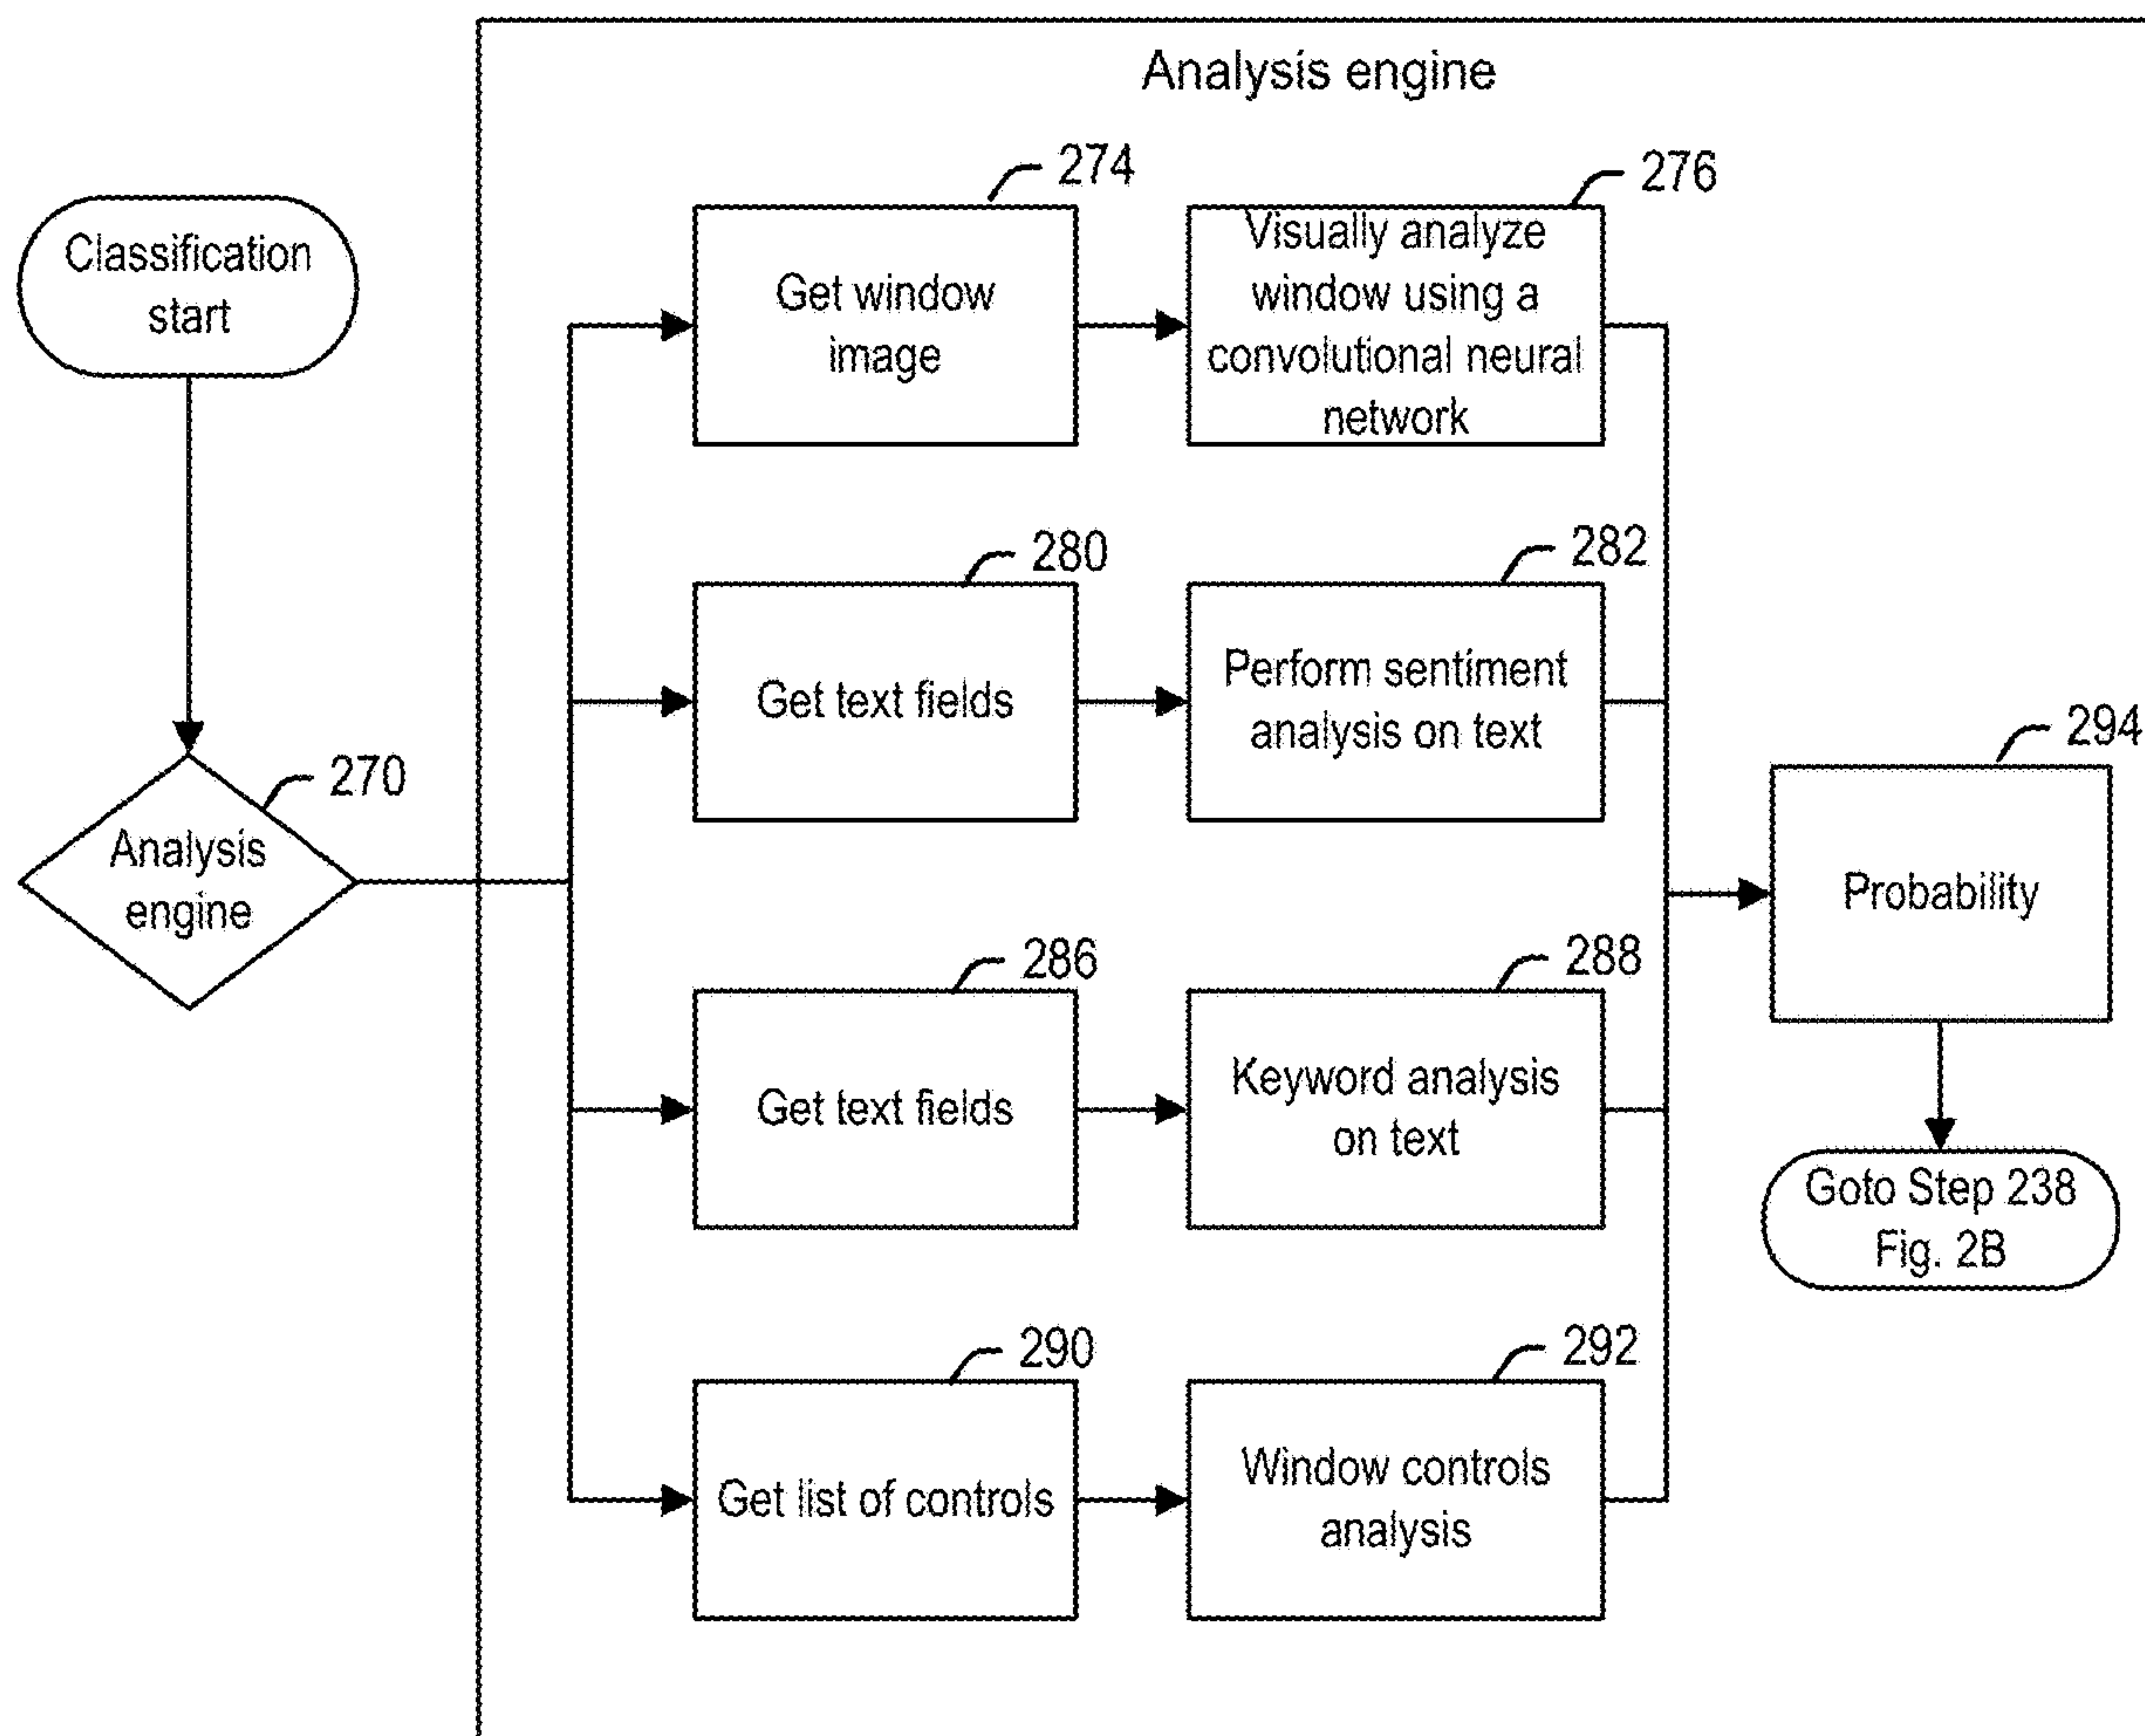 Analysis engine
Classification
start
270
Analysis
engine
274
Get window
image
276
Visually analyze
window using a
convolutional neural
network
280
Get text fields
282
Perform sentiment
analysis on text
286
Get text fields
288
Keyword analysis
on text
290
Get list of controls
292
Window controls
analysis
294
Probability
Goto Step 238
Fig. 2B